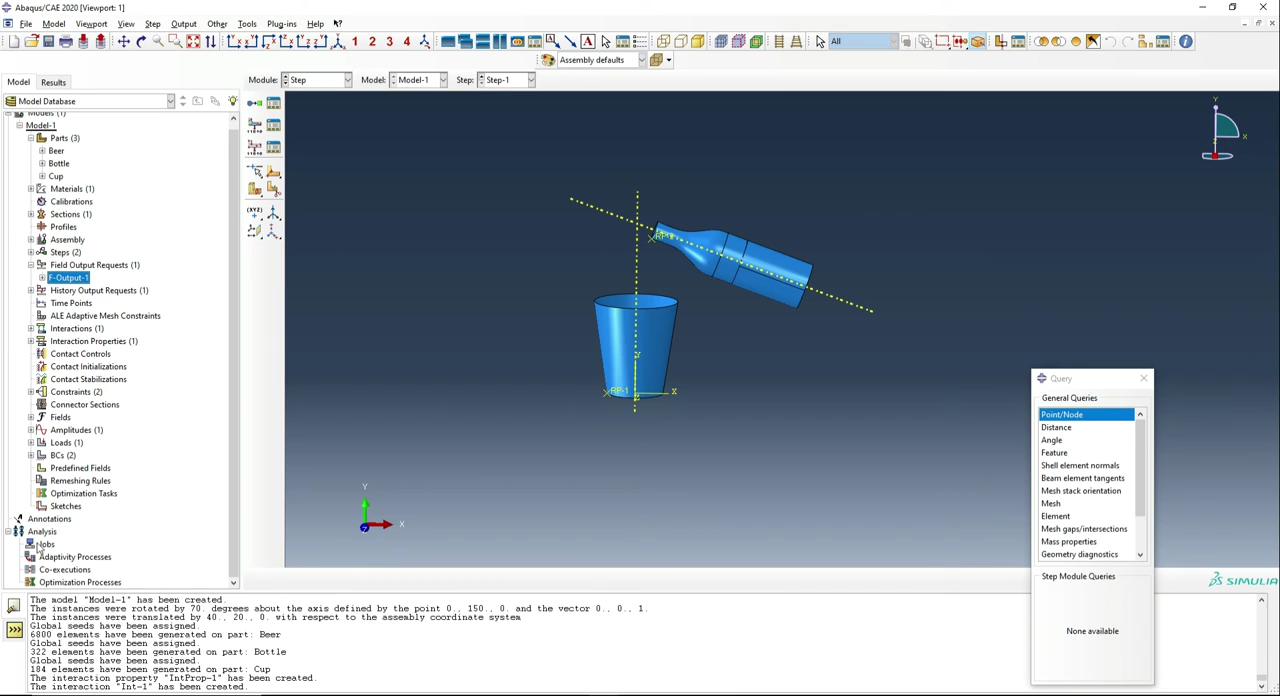 Abaqus/CAE 2020 [Viewport: 1]
File Model Viewport View Step Output Other Tools Plug-ins Help
1 2 3 4 All
Assembly defaults
Model Results Module: Step Model: Model-1 Step: Step-1
Model Database
Models (1)
Model-1
Parts (3)
Beer
Bottle
Cup
Materials (1)
Calibrations
Sections (1)
Profiles
Assembly
Steps (2)
Field Output Requests (1)
F-Output-1
History Output Requests (1)
Time Points
ALE Adaptive Mesh Constraints
Interactions (1)
Interaction Properties (1)
Contact Controls
Contact Initializations
Contact Stabilizations
Constraints (2)
Connector Sections
Fields
Amplitudes (1)
Loads (1)
BCs (2)
Predefined Fields
Remeshing Rules
Optimization Tasks
Sketches
Annotations
Analysis
Jobs
Adaptivity Processes
Co-executions
Optimization Processes
Y
X
Z
RP-1
Y
X
Y
X
Query
General Queries
Point/Node
Distance
Angle
Feature
Shell element normals
Beam element tangents
Mesh stack orientation
Mesh
Element
Mesh gaps/intersections
Mass properties
Geometry diagnostics
Step Module Queries
None available
SIMULIA
The model "Model-1" has been created.
The instances were rotated by 70. degrees about the axis defined by the point 0., 150., 0. and the vector 0., 0., 1.
The instances were translated by 40., 20., 0. with respect to the assembly coordinate system
Global seeds have been assigned.
6800 elements have been generated on part: Beer
Global seeds have been assigned.
322 elements have been generated on part: Bottle
Global seeds have been assigned.
184 elements have been generated on part: Cup
The interaction property "IntProp-1" has been created.
The interaction "Int-1" has been created.